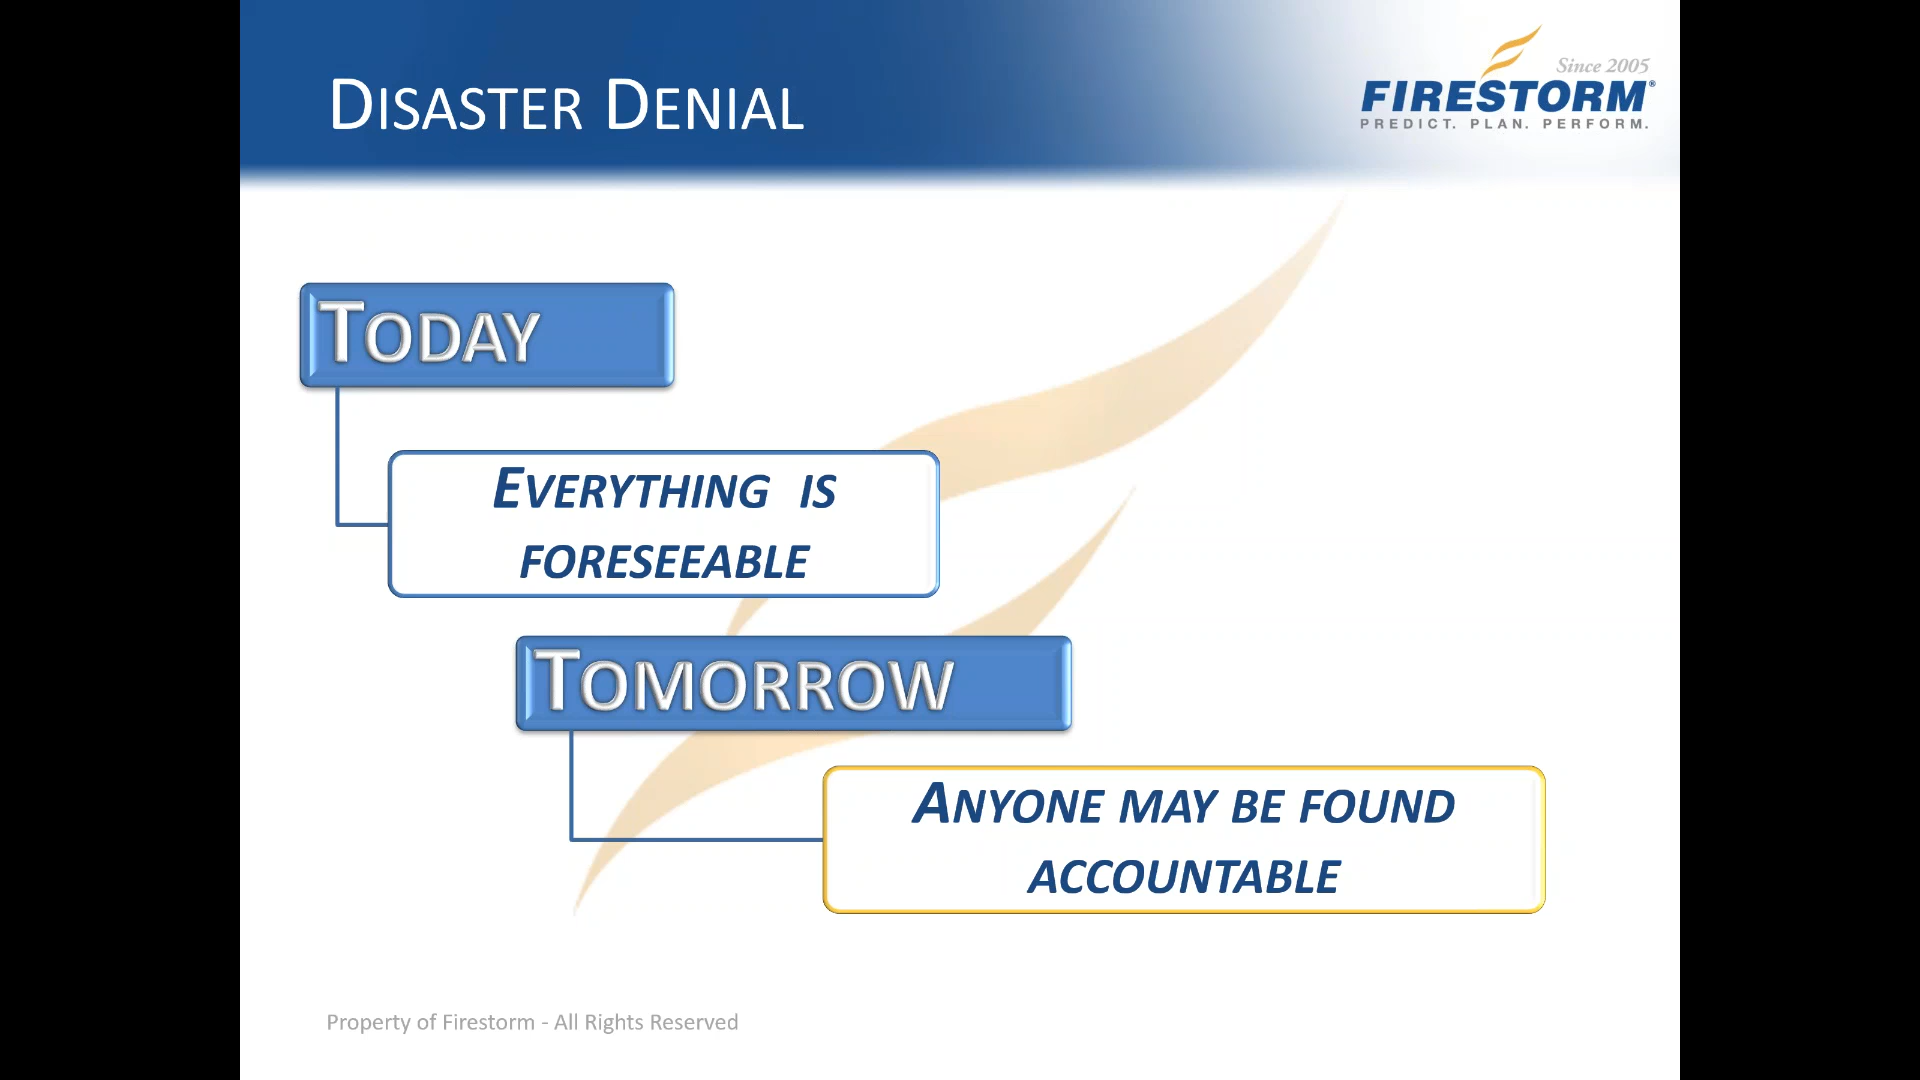 DISASTER DENIAL
Since 2005
FIRESTORM®
PREDICT. PLAN. PERFORM.
TODAY
EVERYTHING IS
FORESEEABLE
TOMORROW
ANYONE MAY BE FOUND
ACCOUNTABLE
Property of Firestorm - All Rights Reserved